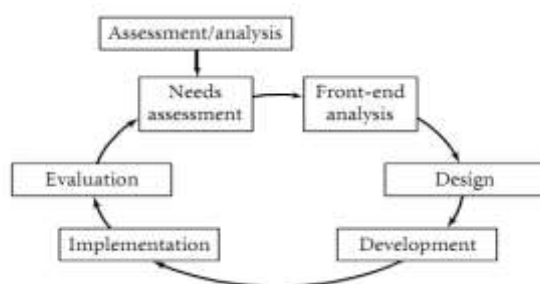 Assessment/analysis
Needs
assessment
Front-end
analysis
Evaluation
Design
Implementation
Development